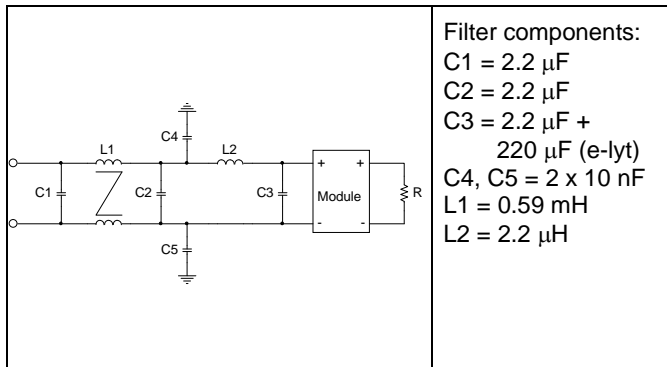 C4
L1
L2
C1
C2
C3
+
+
Module
-
-
R
C5
Filter components:
C1 = 2.2 μF
C2 = 2.2 μF
C3 = 2.2 μF +
220 μF (e-lyt)
C4, C5 = 2 x 10 nF
L1 = 0.59 mH
L2 = 2.2 μH